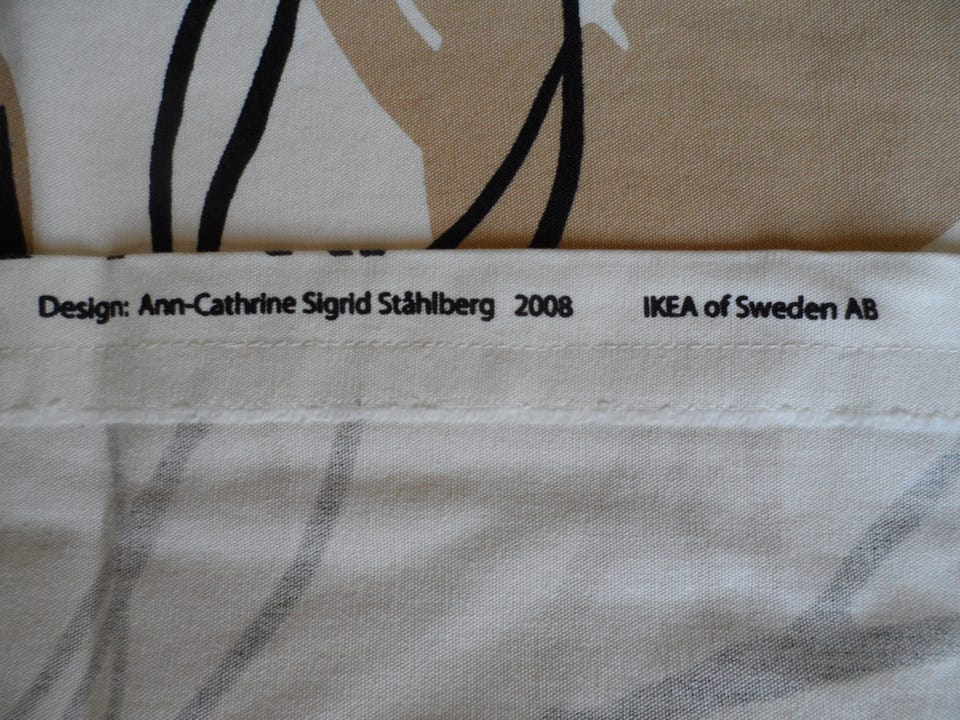 Design: Ann-Cathrine Sigrid Ståhlberg 2008 IKEA of Sweden AB